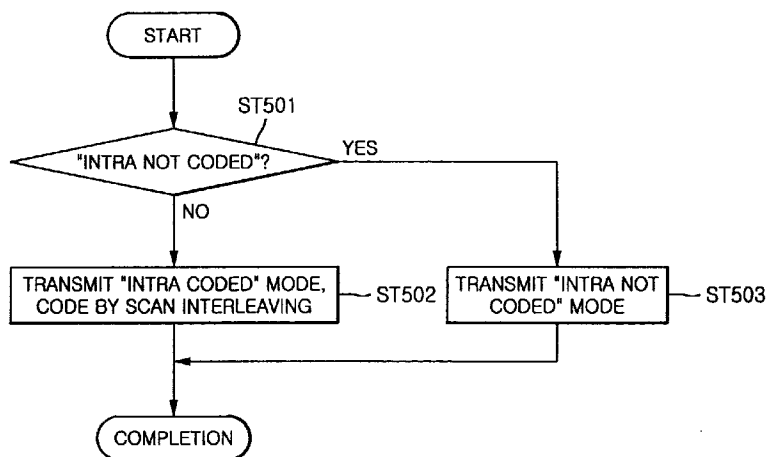 START
ST501
"INTRA NOT CODED"?
YES
NO
TRANSMIT "INTRA CODED" MODE,
CODE BY SCAN INTERLEAVING
ST502
TRANSMIT "INTRA NOT
CODED" MODE
ST503
COMPLETION